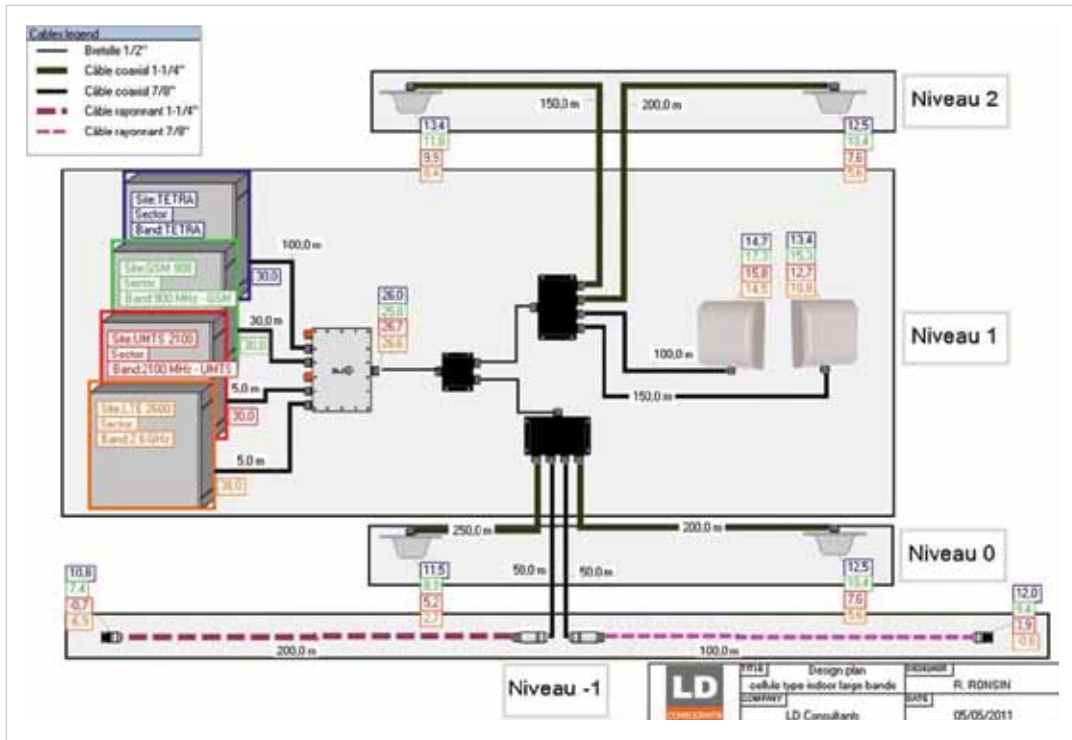 Cables legend
Bretelle 1/2"
Câble coaxial 1-1/4"
Câble coaxial 7/8"
Câble rayonnant 1-1/4"
Câble rayonnant 7/8"
150,0 m
200,0 m
Niveau 2
13,4
11,8
9,9
8,4
12,5
10,4
7,6
5,6
Site:TETRA
Sector
Band:TETRA
100,0 m
30,0
Site:GSM 900
Sector
Band:900 MHz - GSM
30,0 m
30,0
Site:UMTS 2100
Sector
Band:2100 MHz - UMTS
5,0 m
30,0
Site:LTE 2600
Sector
Band:2.6 GHz
5,0 m
30,0
26,0
26,7
26,6
14,7
17,3
15,8
14,5
13,4
15,3
12,7
10,8
100,0 m
150,0 m
Niveau 1
250,0 m
200,0 m
Niveau 0
11,5
5,2
50,0 m
50,0 m
12,5
10,4
7,6
5,6
10,6
7,4
-0,7
-6,9
12,0
-0,6
200,0 m
100,0 m
Niveau -1
LD
CONSULTANTS
TITLE
Design plan
cellule type indoor large bande
DESIGNER
R. RONSIN
COMPANY
LD Consultants
DATE
05/05/2011